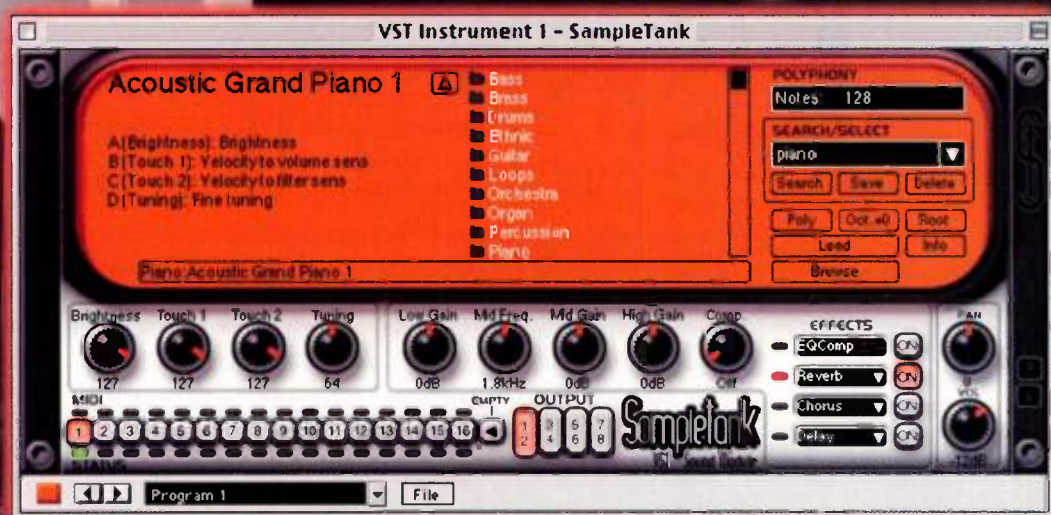 VST Instrument 1 - SampleTank
Acoustic Grand Piano 1
A (Brightness): Brightness
B (Touch 1): Velocity to volume sens
C (Touch 2): Velocity to filter sens
D (Tuning): Fine tuning
Bass
Brass
Drums
Ethnic
Guitar
Loops
Orchestra
Organ
Percussion
Piano
Piano:Acoustic Grand Piano 1
POLYPHONY
Notes: 128
SEARCH/SELECT
piano
Search Save Delete
Poly Oct. +0 Root
Load Info
Browse
Brightness Touch 1 Touch 2 Tuning
127 127 127 64
Low Gain Mid Freq. Mid Gain High Gain Comp.
0dB 1.8kHz 0dB 0dB Off
EFFECTS
EQComp ON
Reverb ON
Chorus ON
Delay ON
PAN
0
VOL
-12dB
MIDI
1 2 3 4 5 6 7 8 9 10 11 12 13 14 15 16
STATUS
EMPTY
OUTPUT
1 2
3 4
5 6
7 8
SampleTank
VST Sound Module
Program 1
File